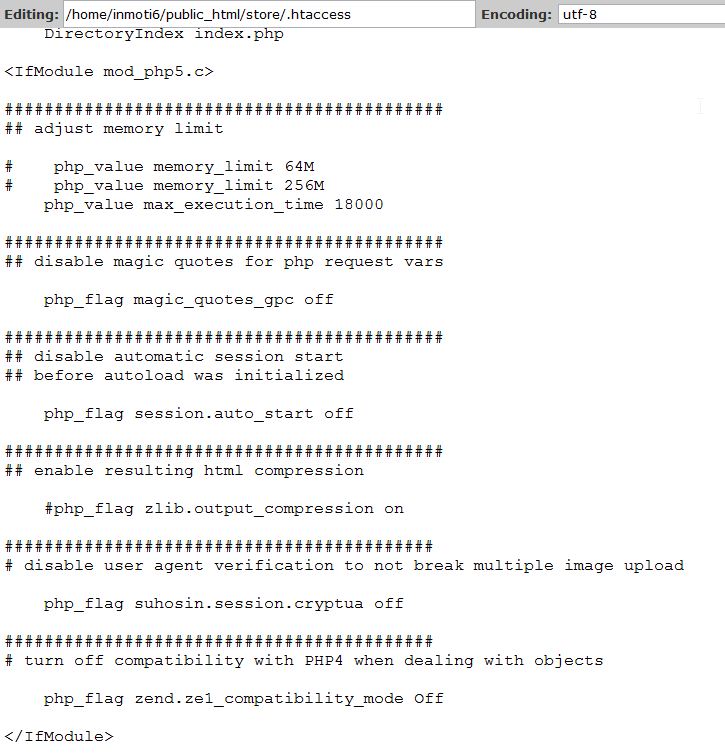 Editing: /home/inmoti6/public_html/store/.htaccess Encoding: utf-8
DirectoryIndex index.php
<IfModule mod_php5.c>
############################################
## adjust memory limit
#    php_value memory_limit 64M
#    php_value memory_limit 256M
    php_value max_execution_time 18000
############################################
## disable magic quotes for php request vars
    php_flag magic_quotes_gpc off
############################################
## disable automatic session start
## before autoload was initialized
    php_flag session.auto_start off
############################################
## enable resulting html compression
    #php_flag zlib.output_compression on
###########################################
# disable user agent verification to not break multiple image upload
    php_flag suhosin.session.cryptua off
###########################################
# turn off compatibility with PHP4 when dealing with objects
    php_flag zend.ze1_compatibility_mode Off
</IfModule>